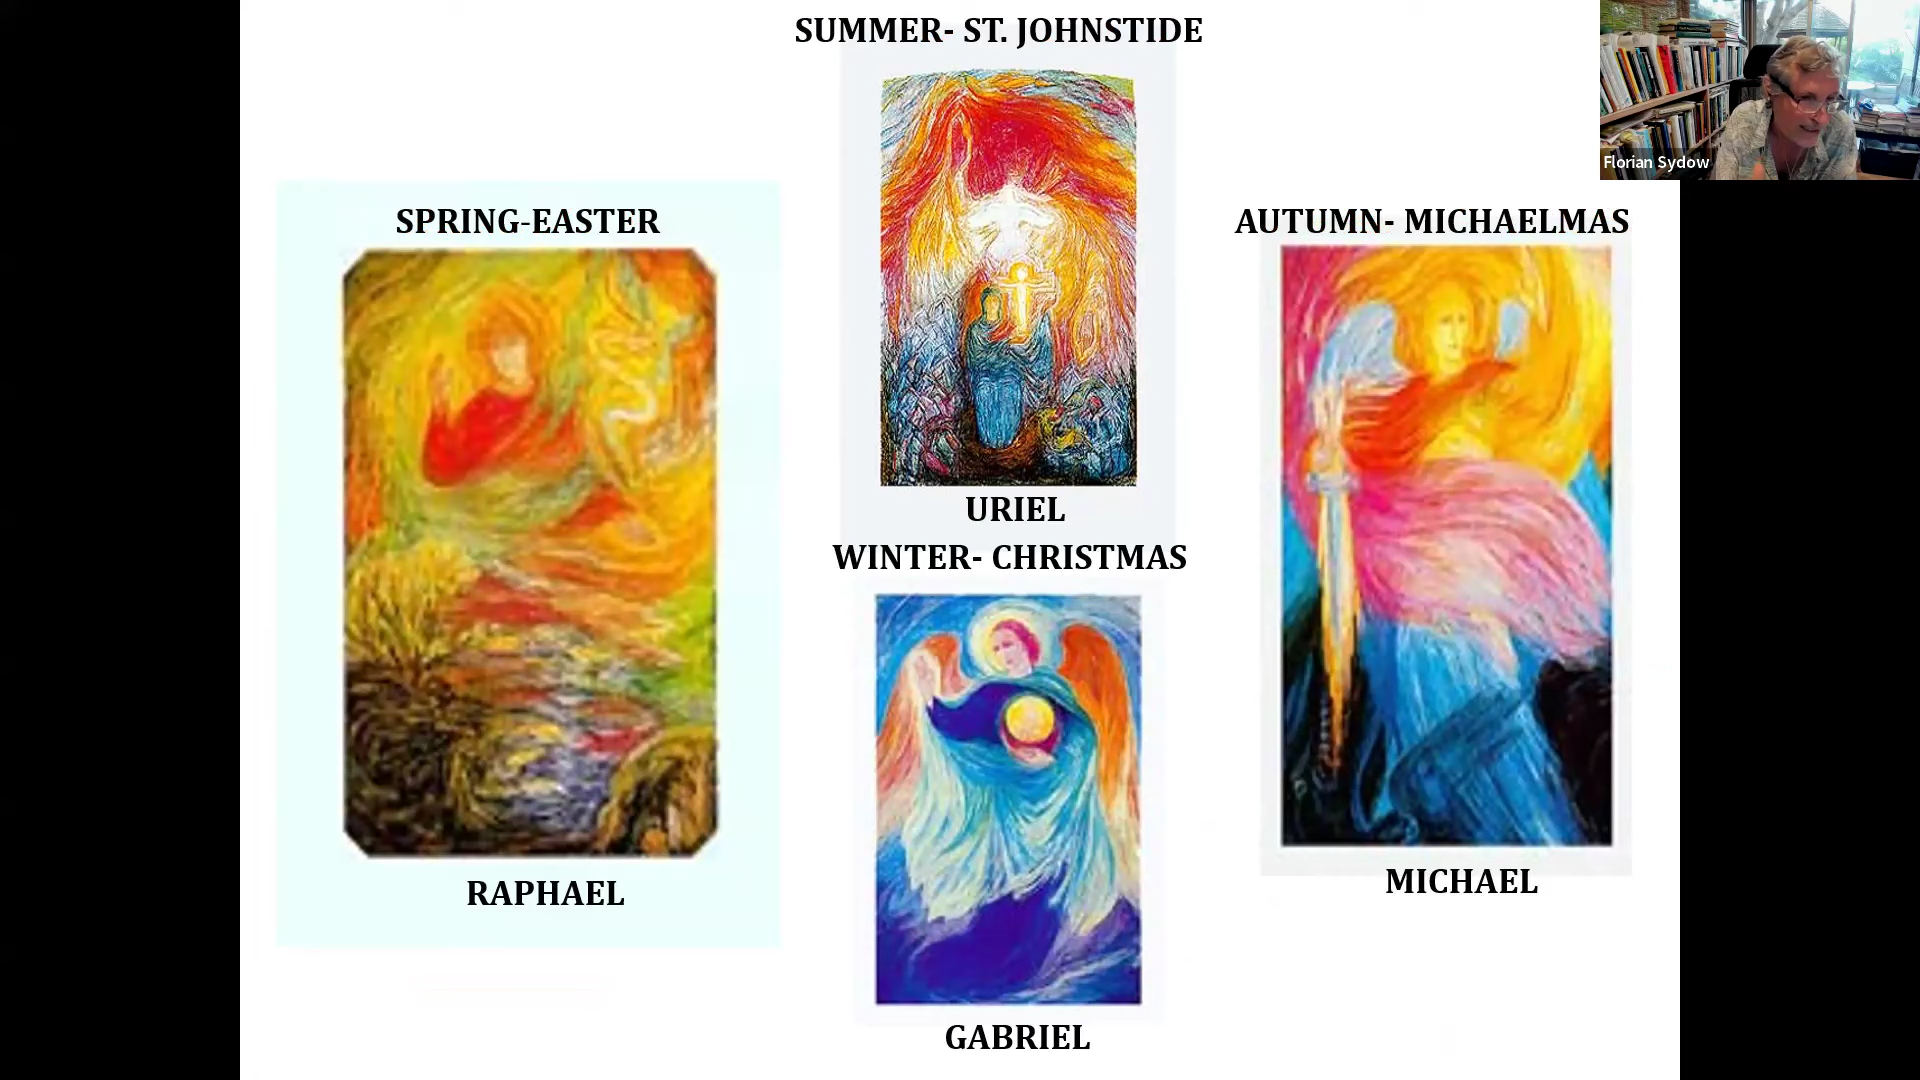 SUMMER- ST. JOHNSTIDE
Florian Sydow
SPRING-EASTER
AUTUMN- MICHAELMAS
URIEL
WINTER- CHRISTMAS
RAPHAEL
MICHAEL
GABRIEL